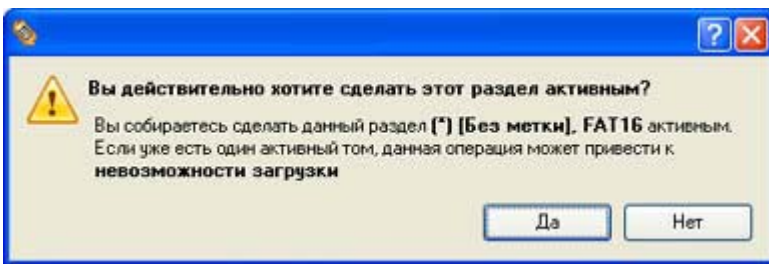 Вы действительно хотите сделать этот раздел активным?
Вы собираетесь сделать данный раздел (*) [Без метки], FAT16 активным.
Если уже есть один активный том, данная операция может привести к
невозможности загрузки
Да Нет